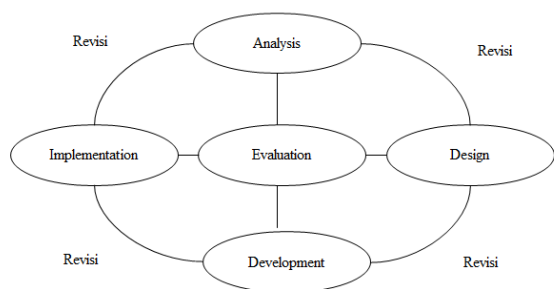 Revisi
Analysis
Revisi
Implementation
Evaluation
Design
Revisi
Development
Revisi